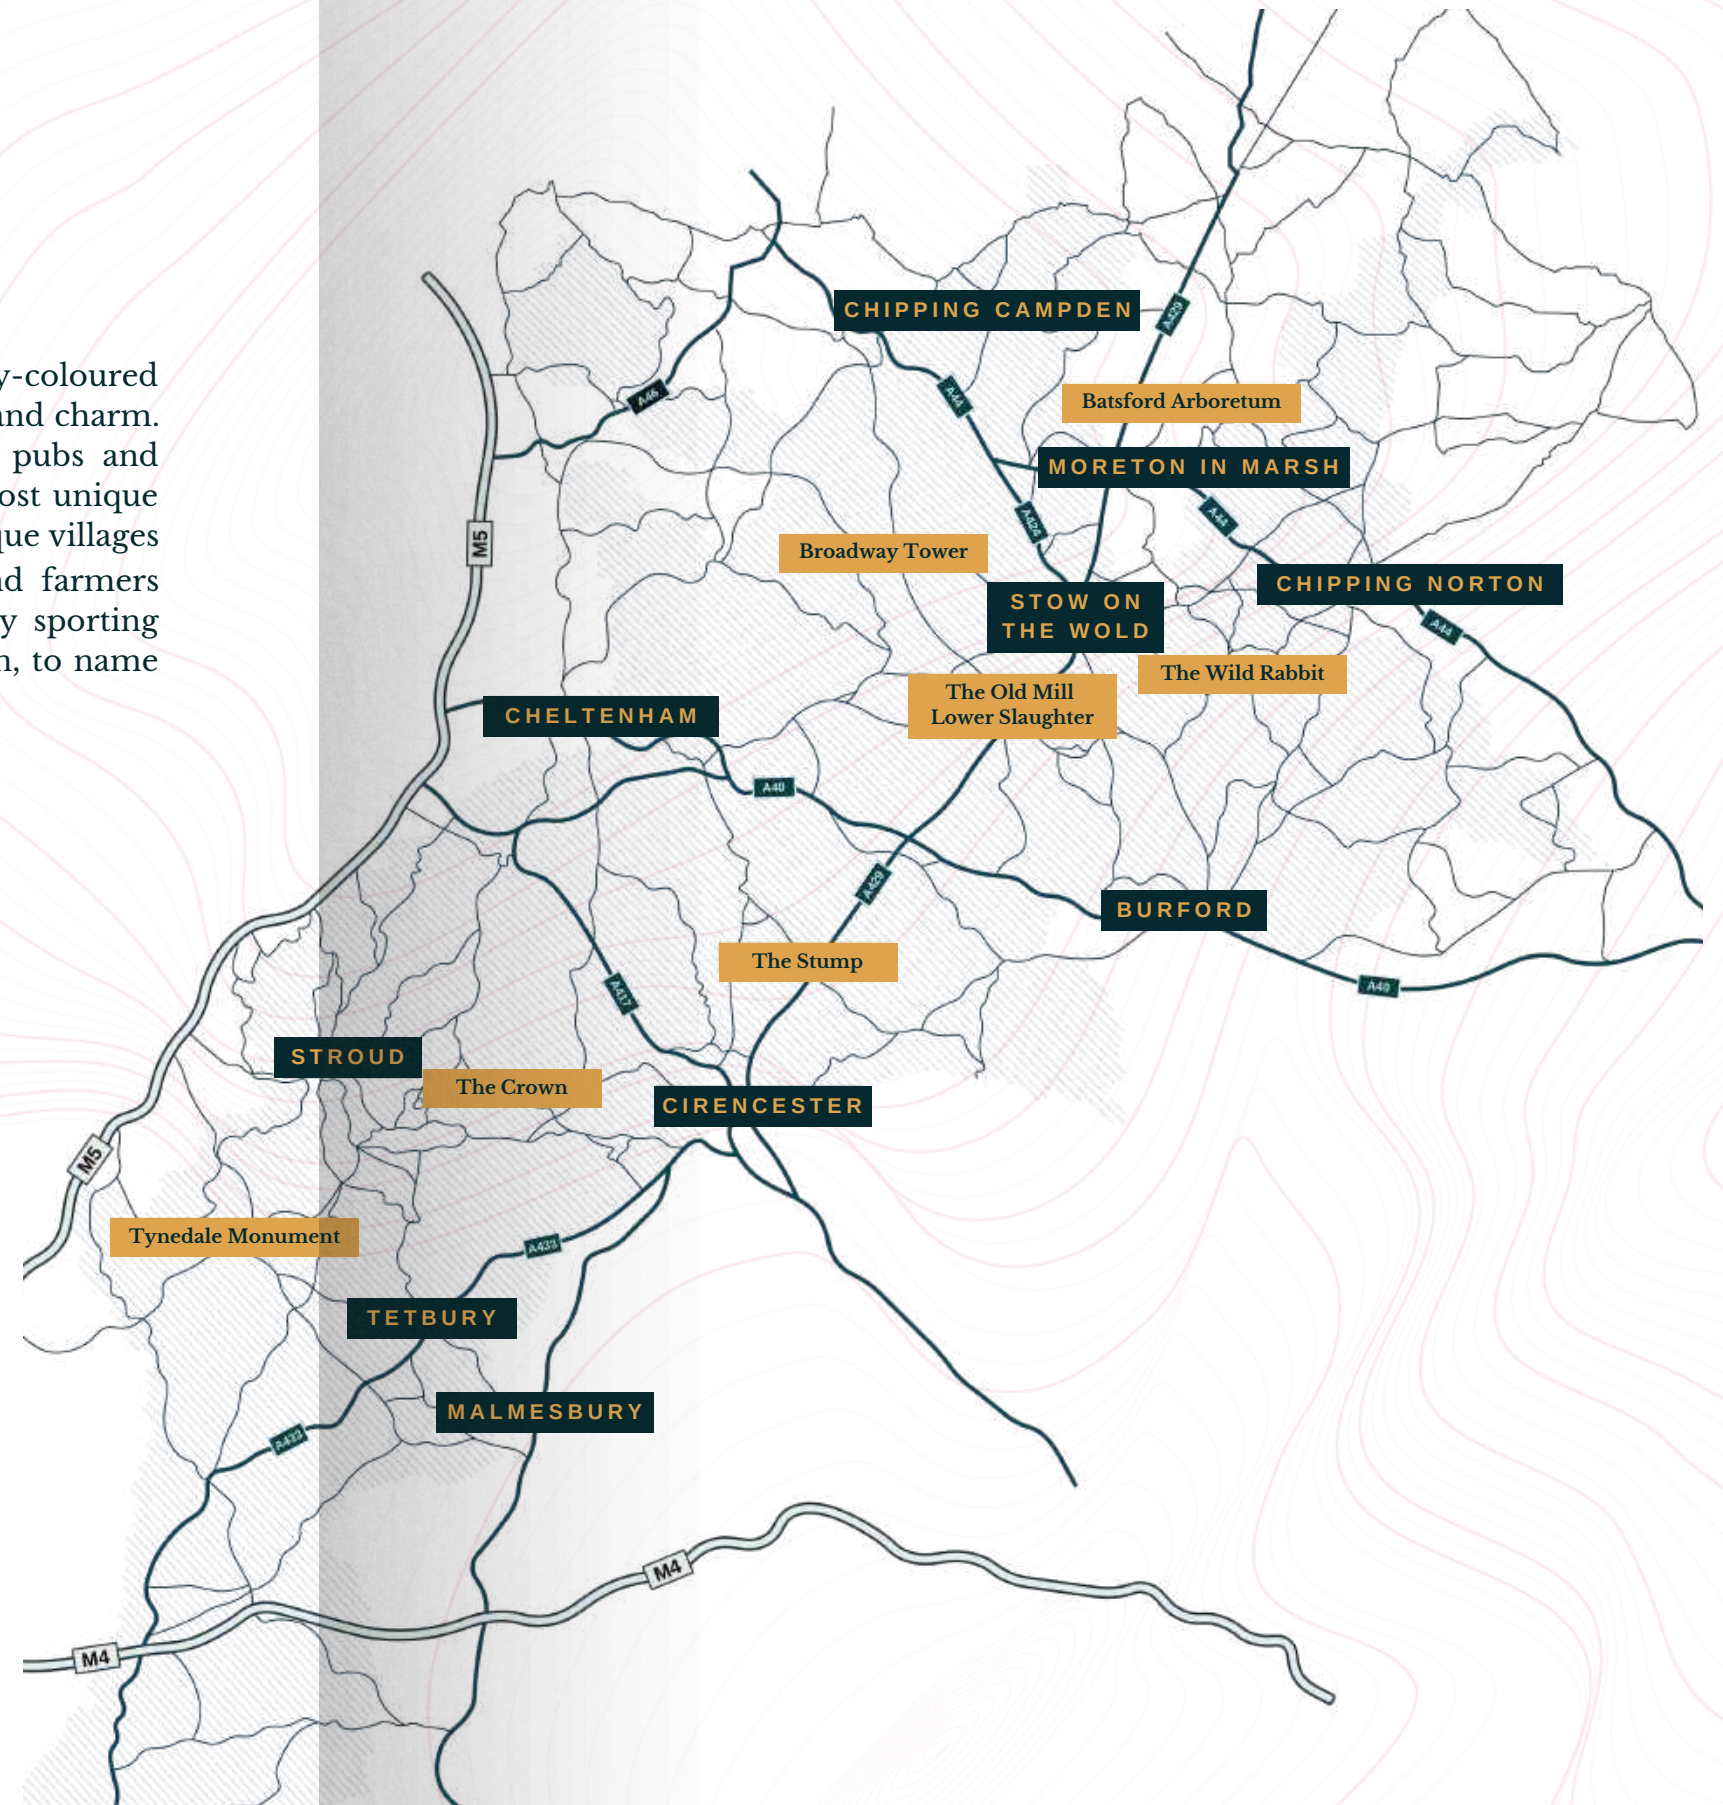 y-coloured
and charm.
pubs and
ost unique
que villages
nd farmers
y sporting
n, to name
CHIPPING CAMPDEN
A429
A46
A44
Batsford Arboretum
MORETON IN MARSH
A44
A424
M5
Broadway Tower
CHIPPING NORTON
STOW ON
THE WOLD
A44
The Wild Rabbit
The Old Mill
Lower Slaughter
CHELTENHAM
A40
A429
BURFORD
The Stump
A40
A417
STROUD
The Crown
CIRENCESTER
M5
Tynedale Monument
A433
TETBURY
MALMESBURY
A433
M4
M4